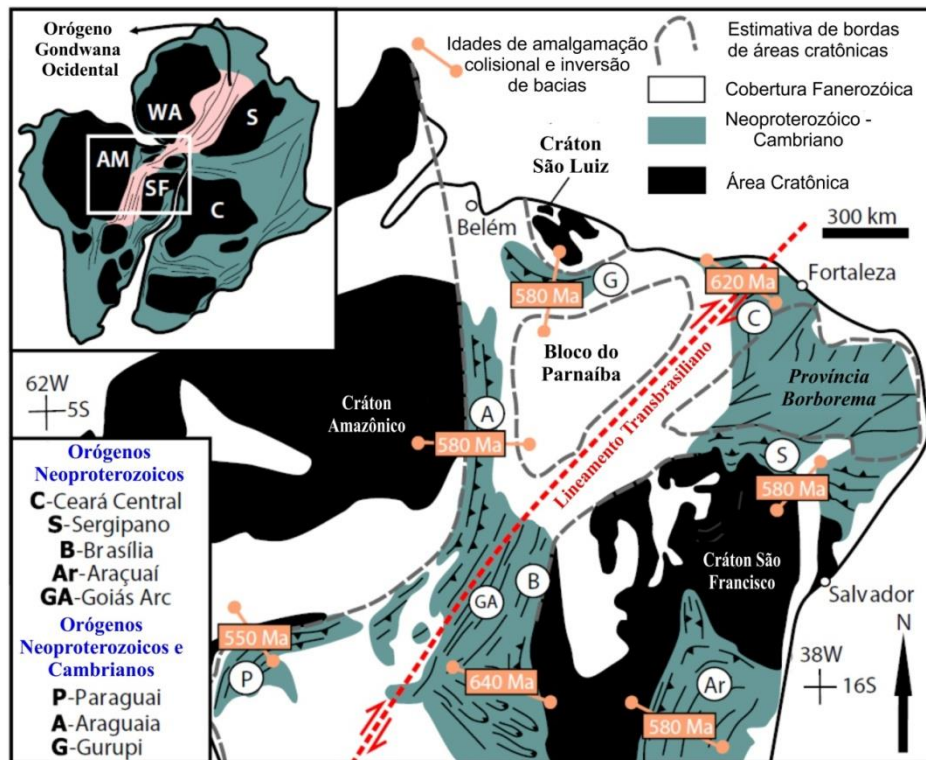 Orógeno
Gondwana
Ocidental
WA
S
AM
SF
C
Idades de amalgamação
colisional e inversão
de bacias
Estimativa de bordas
de áreas cratônicas
Cobertura Fanerozóica
Neoproterozóico -
Cambriano
Área Cratônica
300 km
Cráton
São Luiz
Belém
Fortaleza
G
580 Ma
620 Ma
C
Bloco do
Parnaíba
Lineamento Transbrasiliano
Província
Borborema
62W
5S
Cráton
Amazônico
A
580 Ma
S
580 Ma
Cráton São
Francisco
Salvador
B
GA
N
38W
16S
550 Ma
P
640 Ma
Ar
580 Ma
Orógenos
Neoproterozoicos
C-Ceará Central
S-Sergipano
B-Brasília
Ar-Araçuaí
GA-Goiás Arc
Orógenos
Neoproterozoicos e
Cambrianos
P-Paraguai
A-Araguaia
G-Gurupi